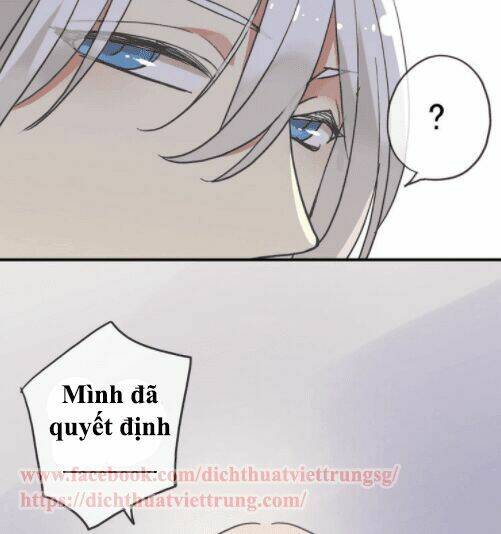 ?
Mình đã
quyết định
www.facebook.com/dichthuatviettrungsg/
https://dichthuatviettrung.com/